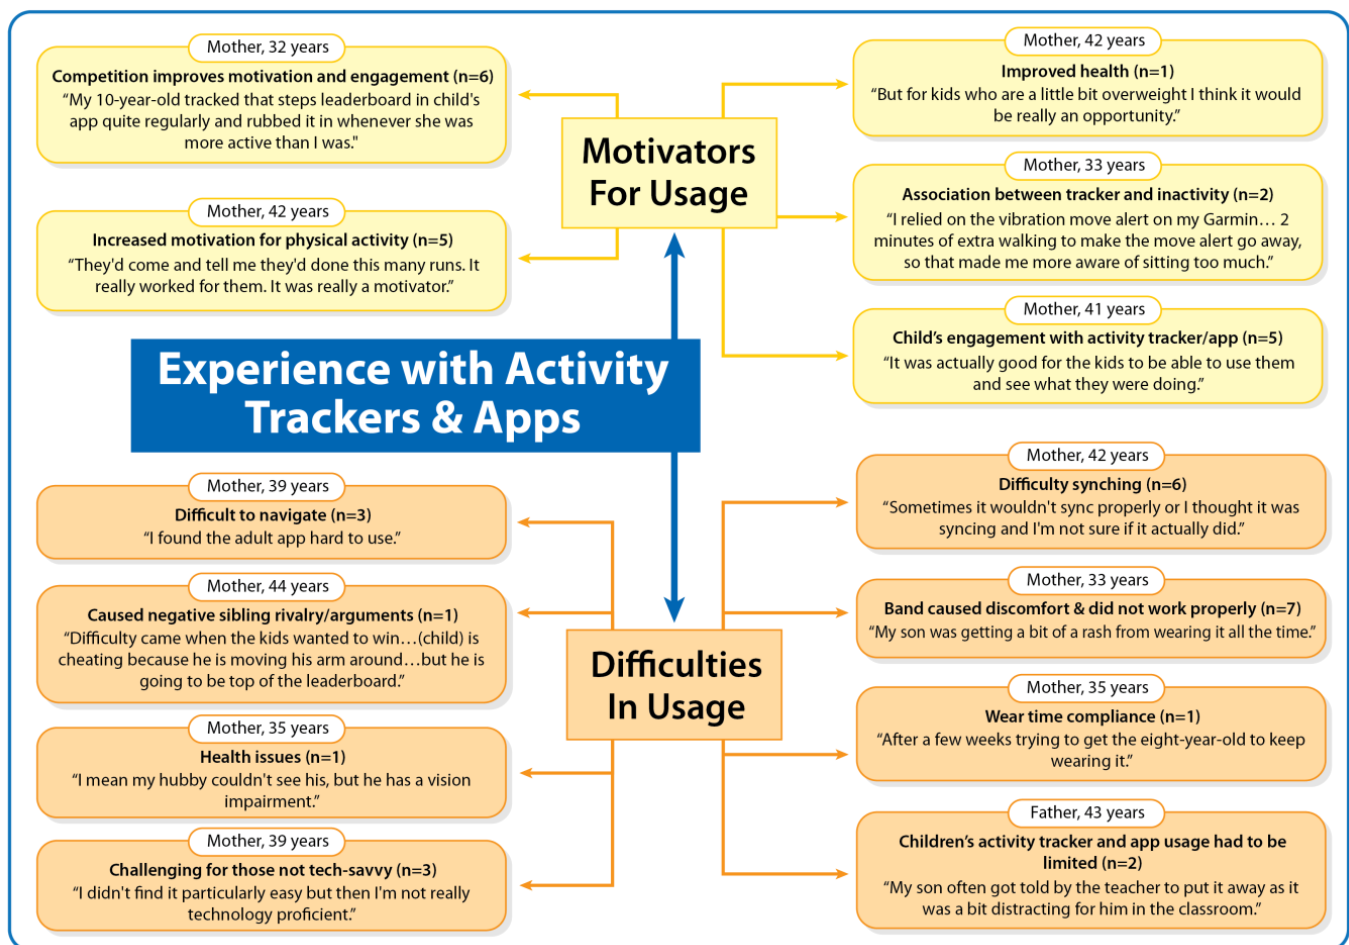 Mother, 32 years
Competition improves motivation and engagement (n=6)
“My 10-year-old tracked that steps leaderboard in child's
app quite regularly and rubbed it in whenever she was
more active than I was."
Mother, 42 years
Increased motivation for physical activity (n=5)
“They'd come and tell me they'd done this many runs. It
really worked for them. It was really a motivator.”
Motivators
For Usage
Mother, 42 years
Improved health (n=1)
“But for kids who are a little bit overweight I think it would
be really an opportunity.”
Mother, 33 years
Association between tracker and inactivity (n=2)
“I relied on the vibration move alert on my Garmin… 2
minutes of extra walking to make the move alert go away,
so that made me more aware of sitting too much.”
Mother, 41 years
Child’s engagement with activity tracker/app (n=5)
“It was actually good for the kids to be able to use them
and see what they were doing.”
Experience with Activity
Trackers & Apps
Mother, 39 years
Difficult to navigate (n=3)
“I found the adult app hard to use.”
Mother, 44 years
Caused negative sibling rivalry/arguments (n=1)
“Difficulty came when the kids wanted to win…(child) is
cheating because he is moving his arm around…but he is
going to be top of the leaderboard.”
Mother, 35 years
Health issues (n=1)
“I mean my hubby couldn't see his, but he has a vision
impairment.”
Mother, 39 years
Challenging for those not tech-savvy (n=3)
“I didn't find it particularly easy but then I'm not really
technology proficient.”
Difficulties
In Usage
Mother, 42 years
Difficulty synching (n=6)
“Sometimes it wouldn't sync properly or I thought it was
syncing and I'm not sure if it actually did.”
Mother, 33 years
Band caused discomfort & did not work properly (n=7)
“My son was getting a bit of a rash from wearing it all the time.”
Mother, 35 years
Wear time compliance (n=1)
“After a few weeks trying to get the eight-year-old to keep
wearing it.”
Father, 43 years
Children’s activity tracker and app usage had to be
limited (n=2)
“My son often got told by the teacher to put it away as it
was a bit distracting for him in the classroom.”